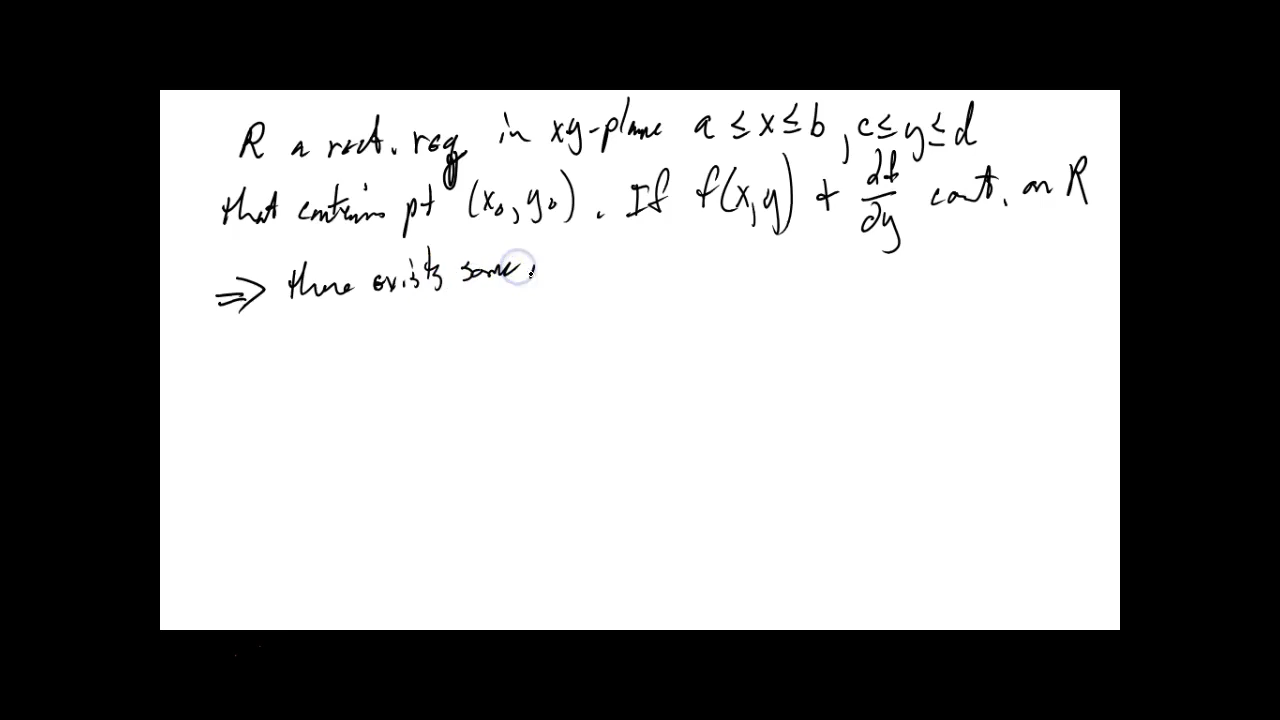 R a rect. reg in xy-plane a ≤ x ≤ b, c ≤ y ≤ d
that contains pt (x₀, y₀). If f(x,y) + ∂f/∂y cont. on R
⇒ there exists some